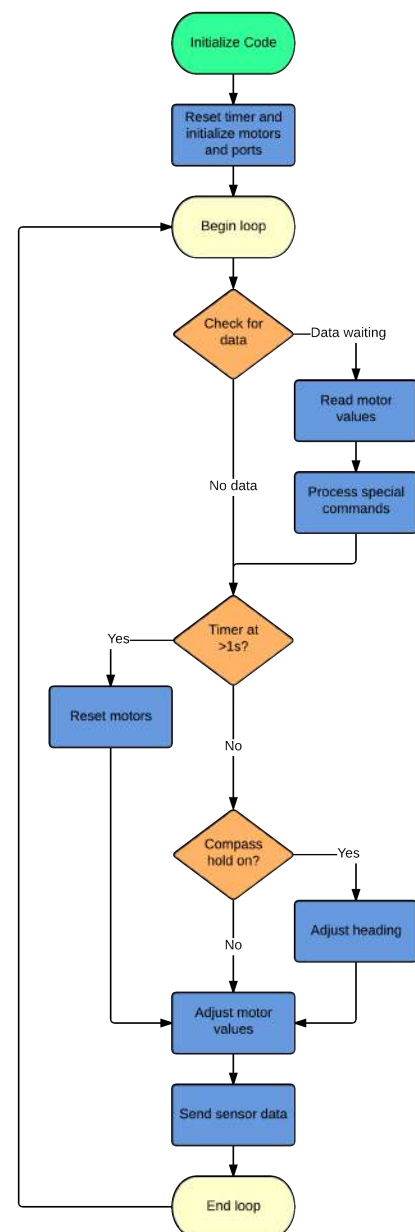 Initialize Code
Reset timer and
initialize motors
and ports
Begin loop
Check for
data
Data waiting
Read motor
values
No data
Process special
commands
Timer at
>1s?
Yes
Reset motors
No
Compass
hold on?
Yes
Adjust heading
No
Adjust motor
values
Send sensor data
End loop